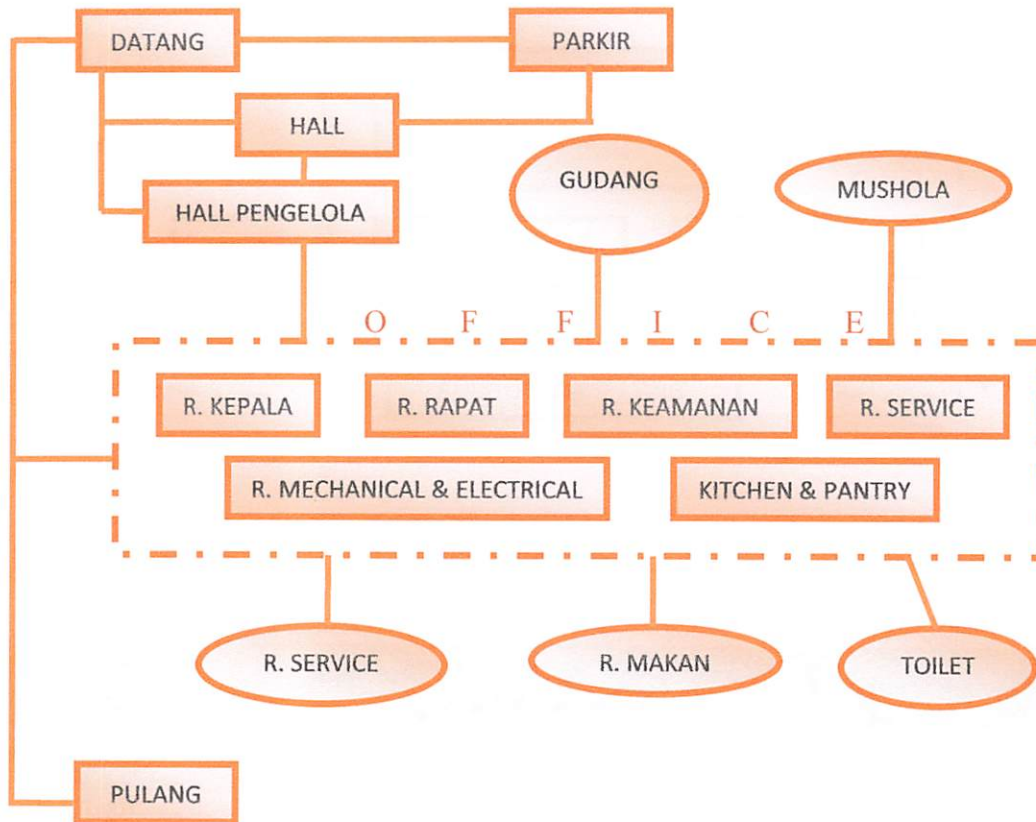 DATANG
PARKIR
HALL
GUDANG
MUSHOLA
HALL PENGELOLA
O F F I C E
R. KEPALA
R. RAPAT
R. KEAMANAN
R. SERVICE
R. MECHANICAL & ELECTRICAL
KITCHEN & PANTRY
R. SERVICE
R. MAKAN
TOILET
PULANG